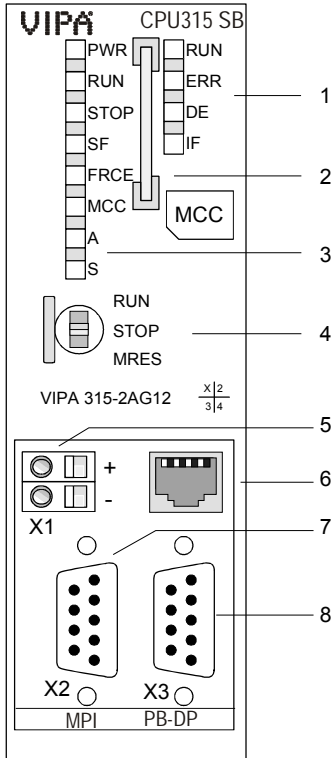 VIPA CPU315 SB
PWR RUN
RUN ERR
STOP DE
SF IF
FRCE
MCC
A
S
MCC
1
2
3
RUN
STOP
MRES
4
VIPA 315-2AG12
X 2
3 4
5
+
-
X1
6
7
8
X2 X3
MPI PB-DP